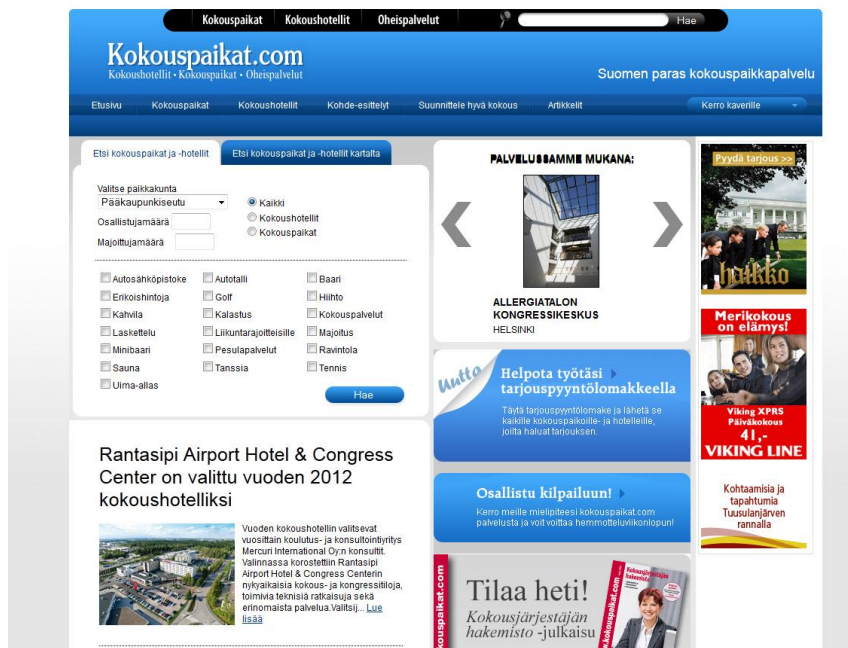 Kokouspaikat Kokoushotellit Oheispalvelut
Hae
Kokouspaikat.com
Kokoushotellit • Kokouspaikat • Oheispalvelut
Suomen paras kokouspaikkapalvelu
Etusivu Kokouspaikat Kokoushotellit Kohde-esittelyt Suunnittele hyvä kokous Artikkelit Kerro kaverille
Etsi kokouspaikat ja -hotellit
Etsi kokouspaikat ja -hotellit kartalta
Valitse paikkakunta
Pääkaupunkiseutu
Osallistujamäärä
Majoittujamäärä
Kaikki
Kokoushotellit
Kokouspaikat
Autosähköpistoke Autotalli Baari
Erikoishintoja Golf Hiihto
Kahvila Kalastus Kokouspalvelut
Laskettelu Liikuntarajoitteisille Majoitus
Minibaari Pesulapalvelut Ravintola
Sauna Tanssia Tennis
Uima-allas
Hae
Rantasipi Airport Hotel & Congress
Center on valittu vuoden 2012
kokoushotelliksi
Vuoden kokoushotellin valitsevat
vuosittain koulutus- ja konsultointiyritys
Mercuri International Oy:n konsultit.
Valinnassa korostettiin Rantasipi
Airport Hotel & Congress Centerin
nykyaikaisia kokous- ja kongressitiloja,
toimivia teknisiä ratkaisuja sekä
erinomaista palvelua.Valitsij... Lue
lisää
PALVELUSSAMME MUKANA:
ALLERGIATALON
KONGRESSIKESKUS
HELSINKI
Uutta
Helpota työtäsi
tarjouspyyntölomakkeella
Täytä tarjouspyyntölomake ja lähetä se
kaikille kokouspaikoille- ja hotelleille,
joilta haluat tarjouksen.
Osallistu kilpailuun!
Kerro meille mielipiteesi kokouspaikat.com
palvelusta ja voit voittaa hemmotteluviikonlopun!
Tilaa heti!
Kokousjärjestäjän
hakemisto -julkaisu
kouspaikat.com
Kokousjärjestäjän
hakemisto
.kokouspaikat.com
Pyydä tarjous >>
haikko
Merikokous
on elämys!
Viking XPRS
Päiväkokous
41,-
VIKING LINE
Kohtaamisia ja
tapahtumia
Tuusulanjärven
rannalla